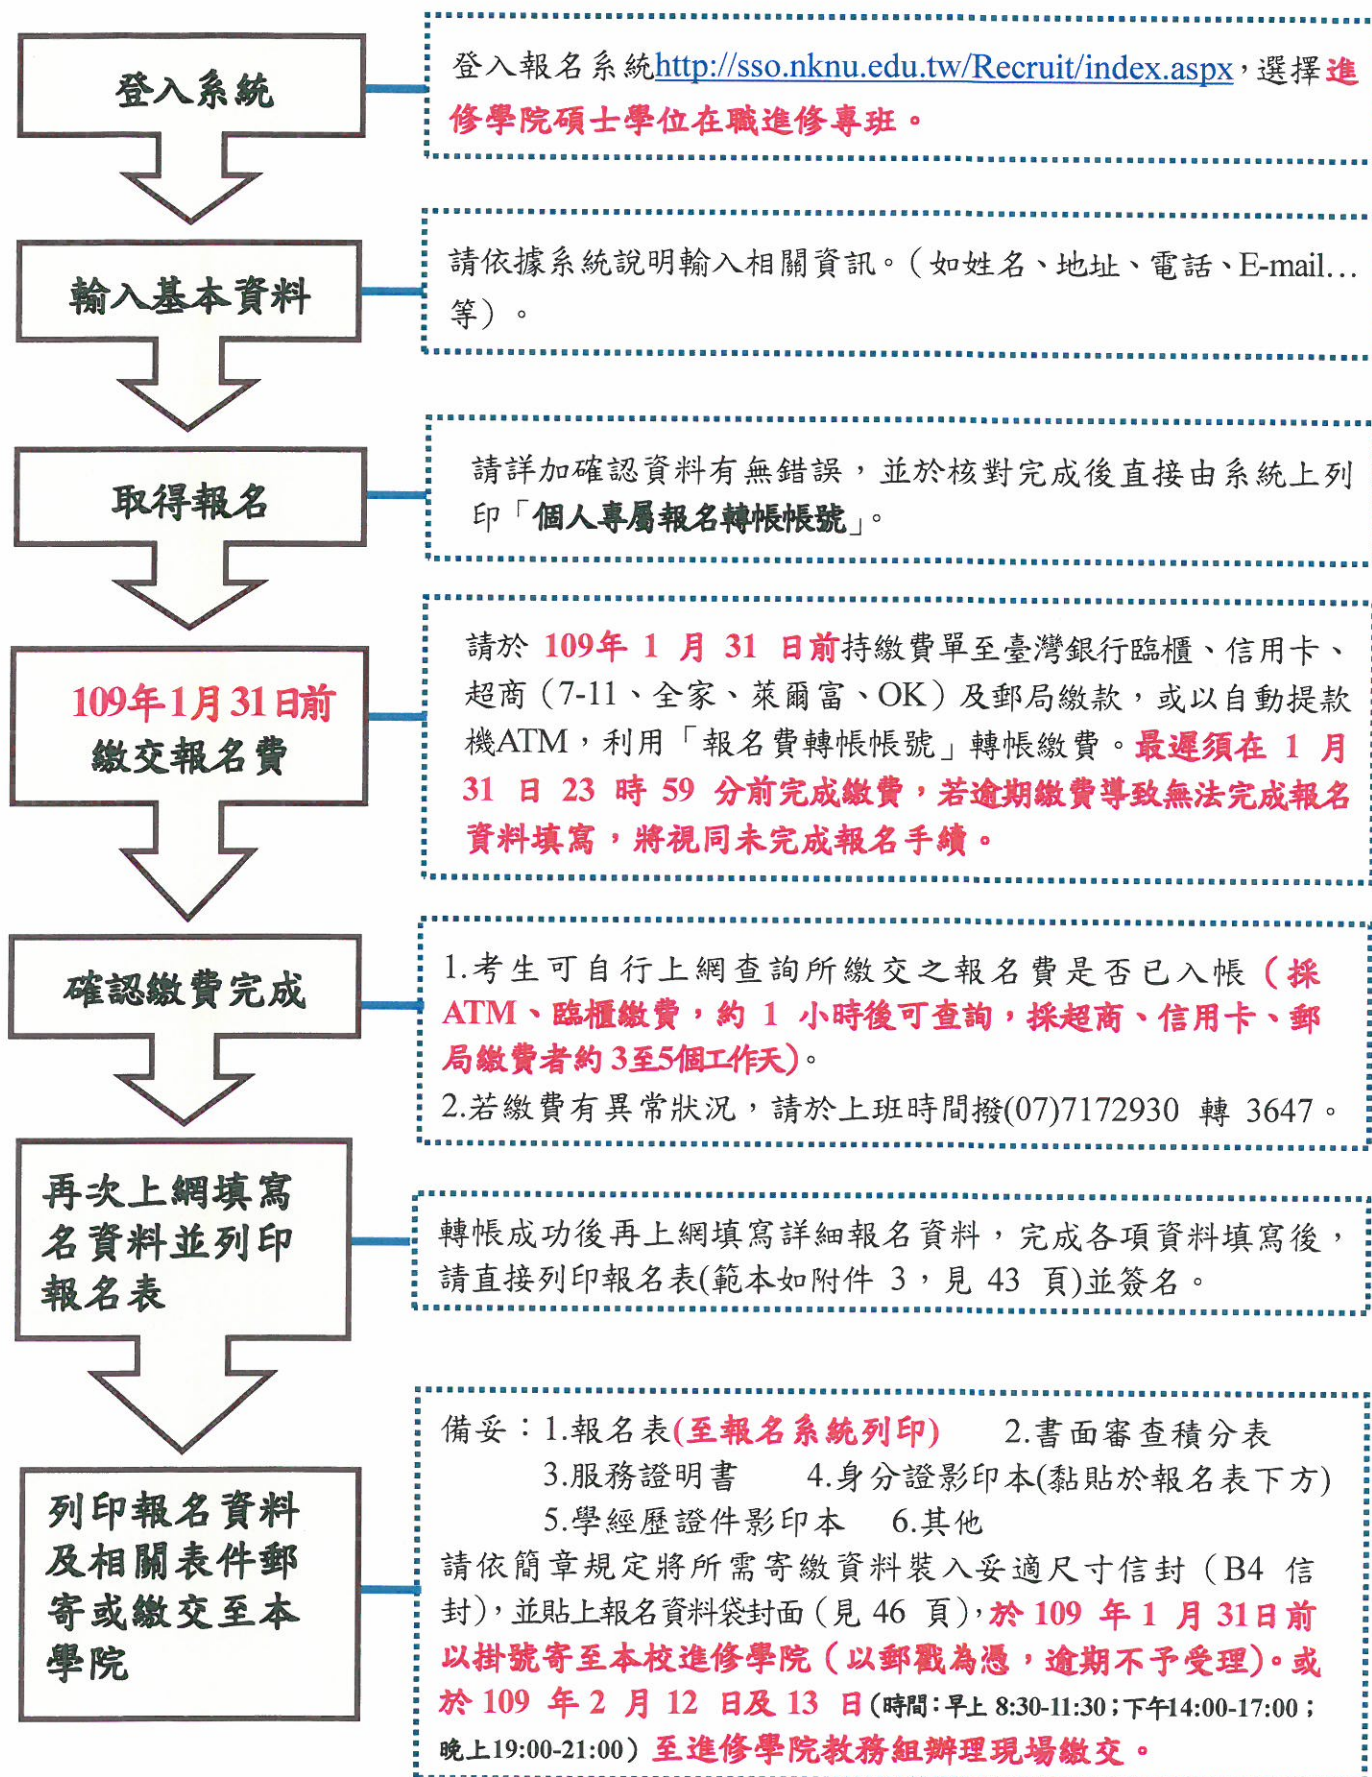 登入系統
登入報名系統http://sso.nknu.edu.tw/Recruit/index.aspx，選擇進
修學院碩士學位在職進修專班。
輸入基本資料
請依據系統說明輸入相關資訊。（如姓名、地址、電話、E-mail…
等）。
取得報名
請詳加確認資料有無錯誤，並於核對完成後直接由系統上列
印「個人專屬報名轉帳帳號」。
109年1月31日前
繳交報名費
請於 109年 1 月 31 日前持繳費單至臺灣銀行臨櫃、信用卡、
超商（7-11、全家、萊爾富、OK）及郵局繳款，或以自動提款
機ATM，利用「報名費轉帳帳號」轉帳繳費。最遲須在 1 月
31 日 23 時 59 分前完成繳費，若逾期繳費導致無法完成報名
資料填寫，將視同未完成報名手續。
確認繳費完成
1.考生可自行上網查詢所繳交之報名費是否已入帳（採
ATM、臨櫃繳費，約 1 小時後可查詢，採超商、信用卡、郵
局繳費者約 3至5個工作天）。
2.若繳費有異常狀況，請於上班時間撥(07)7172930 轉 3647。
再次上網填寫
名資料並列印
報名表
轉帳成功後再上網填寫詳細報名資料，完成各項資料填寫後，
請直接列印報名表(範本如附件 3，見 43 頁)並簽名。
列印報名資料
及相關表件郵
寄或繳交至本
學院
備妥：1.報名表(至報名系統列印) 2.書面審查積分表
3.服務證明書 4.身分證影印本(黏貼於報名表下方)
5.學經歷證件影印本 6.其他
請依簡章規定將所需寄繳資料裝入妥適尺寸信封（B4 信
封），並貼上報名資料袋封面（見 46 頁），於 109 年 1 月 31日前
以掛號寄至本校進修學院（以郵戳為憑，逾期不予受理）。或
於 109 年 2 月 12 日及 13 日（時間：早上 8:30-11:30；下午14:00-17:00；
晚上19:00-21:00）至進修學院教務組辦理現場繳交。